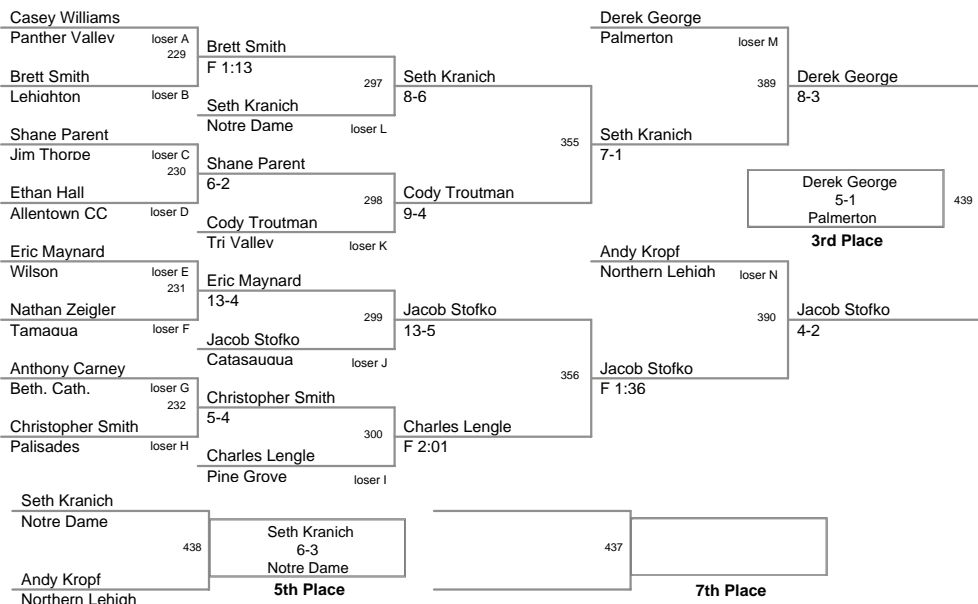 Casey Williams
Panther Valley
loser A
229
Brett Smith
Lehighton
loser B
Brett Smith
F 1:13
297
Seth Kranich
Notre Dame
loser L
Seth Kranich
8-6
Shane Parent
Jim Thorpe
loser C
230
Ethan Hall
Allentown CC
loser D
Shane Parent
6-2
298
Cody Troutman
Tri Valley
loser K
Cody Troutman
9-4
355
Seth Kranich
7-1
Derek George
Palmerton
loser M
389
Derek George
8-3
Derek George
5-1
Palmerton
439
3rd Place
Eric Maynard
Wilson
loser E
231
Nathan Zeigler
Tamaqua
loser F
Eric Maynard
13-4
299
Jacob Stofko
Catasauqua
loser J
Jacob Stofko
13-5
Anthony Carney
Beth. Cath.
loser G
232
Christopher Smith
Palisades
loser H
Christopher Smith
5-4
300
Charles Lengle
Pine Grove
loser I
Charles Lengle
F 2:01
356
Jacob Stofko
F 1:36
Andy Kropf
Northern Lehigh
loser N
390
Jacob Stofko
4-2
Seth Kranich
Notre Dame
438
Andy Kropf
Northern Lehigh
Seth Kranich
6-3
Notre Dame
5th Place
437
7th Place